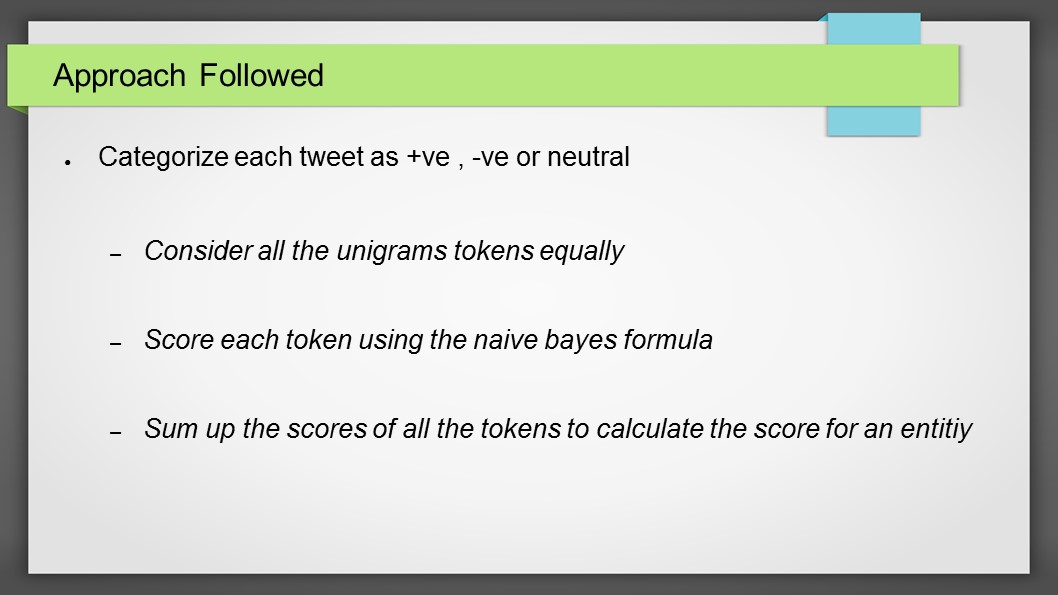 Approach Followed
● Categorize each tweet as +ve , -ve or neutral
– Consider all the unigrams tokens equally
– Score each token using the naive bayes formula
– Sum up the scores of all the tokens to calculate the score for an entitiy